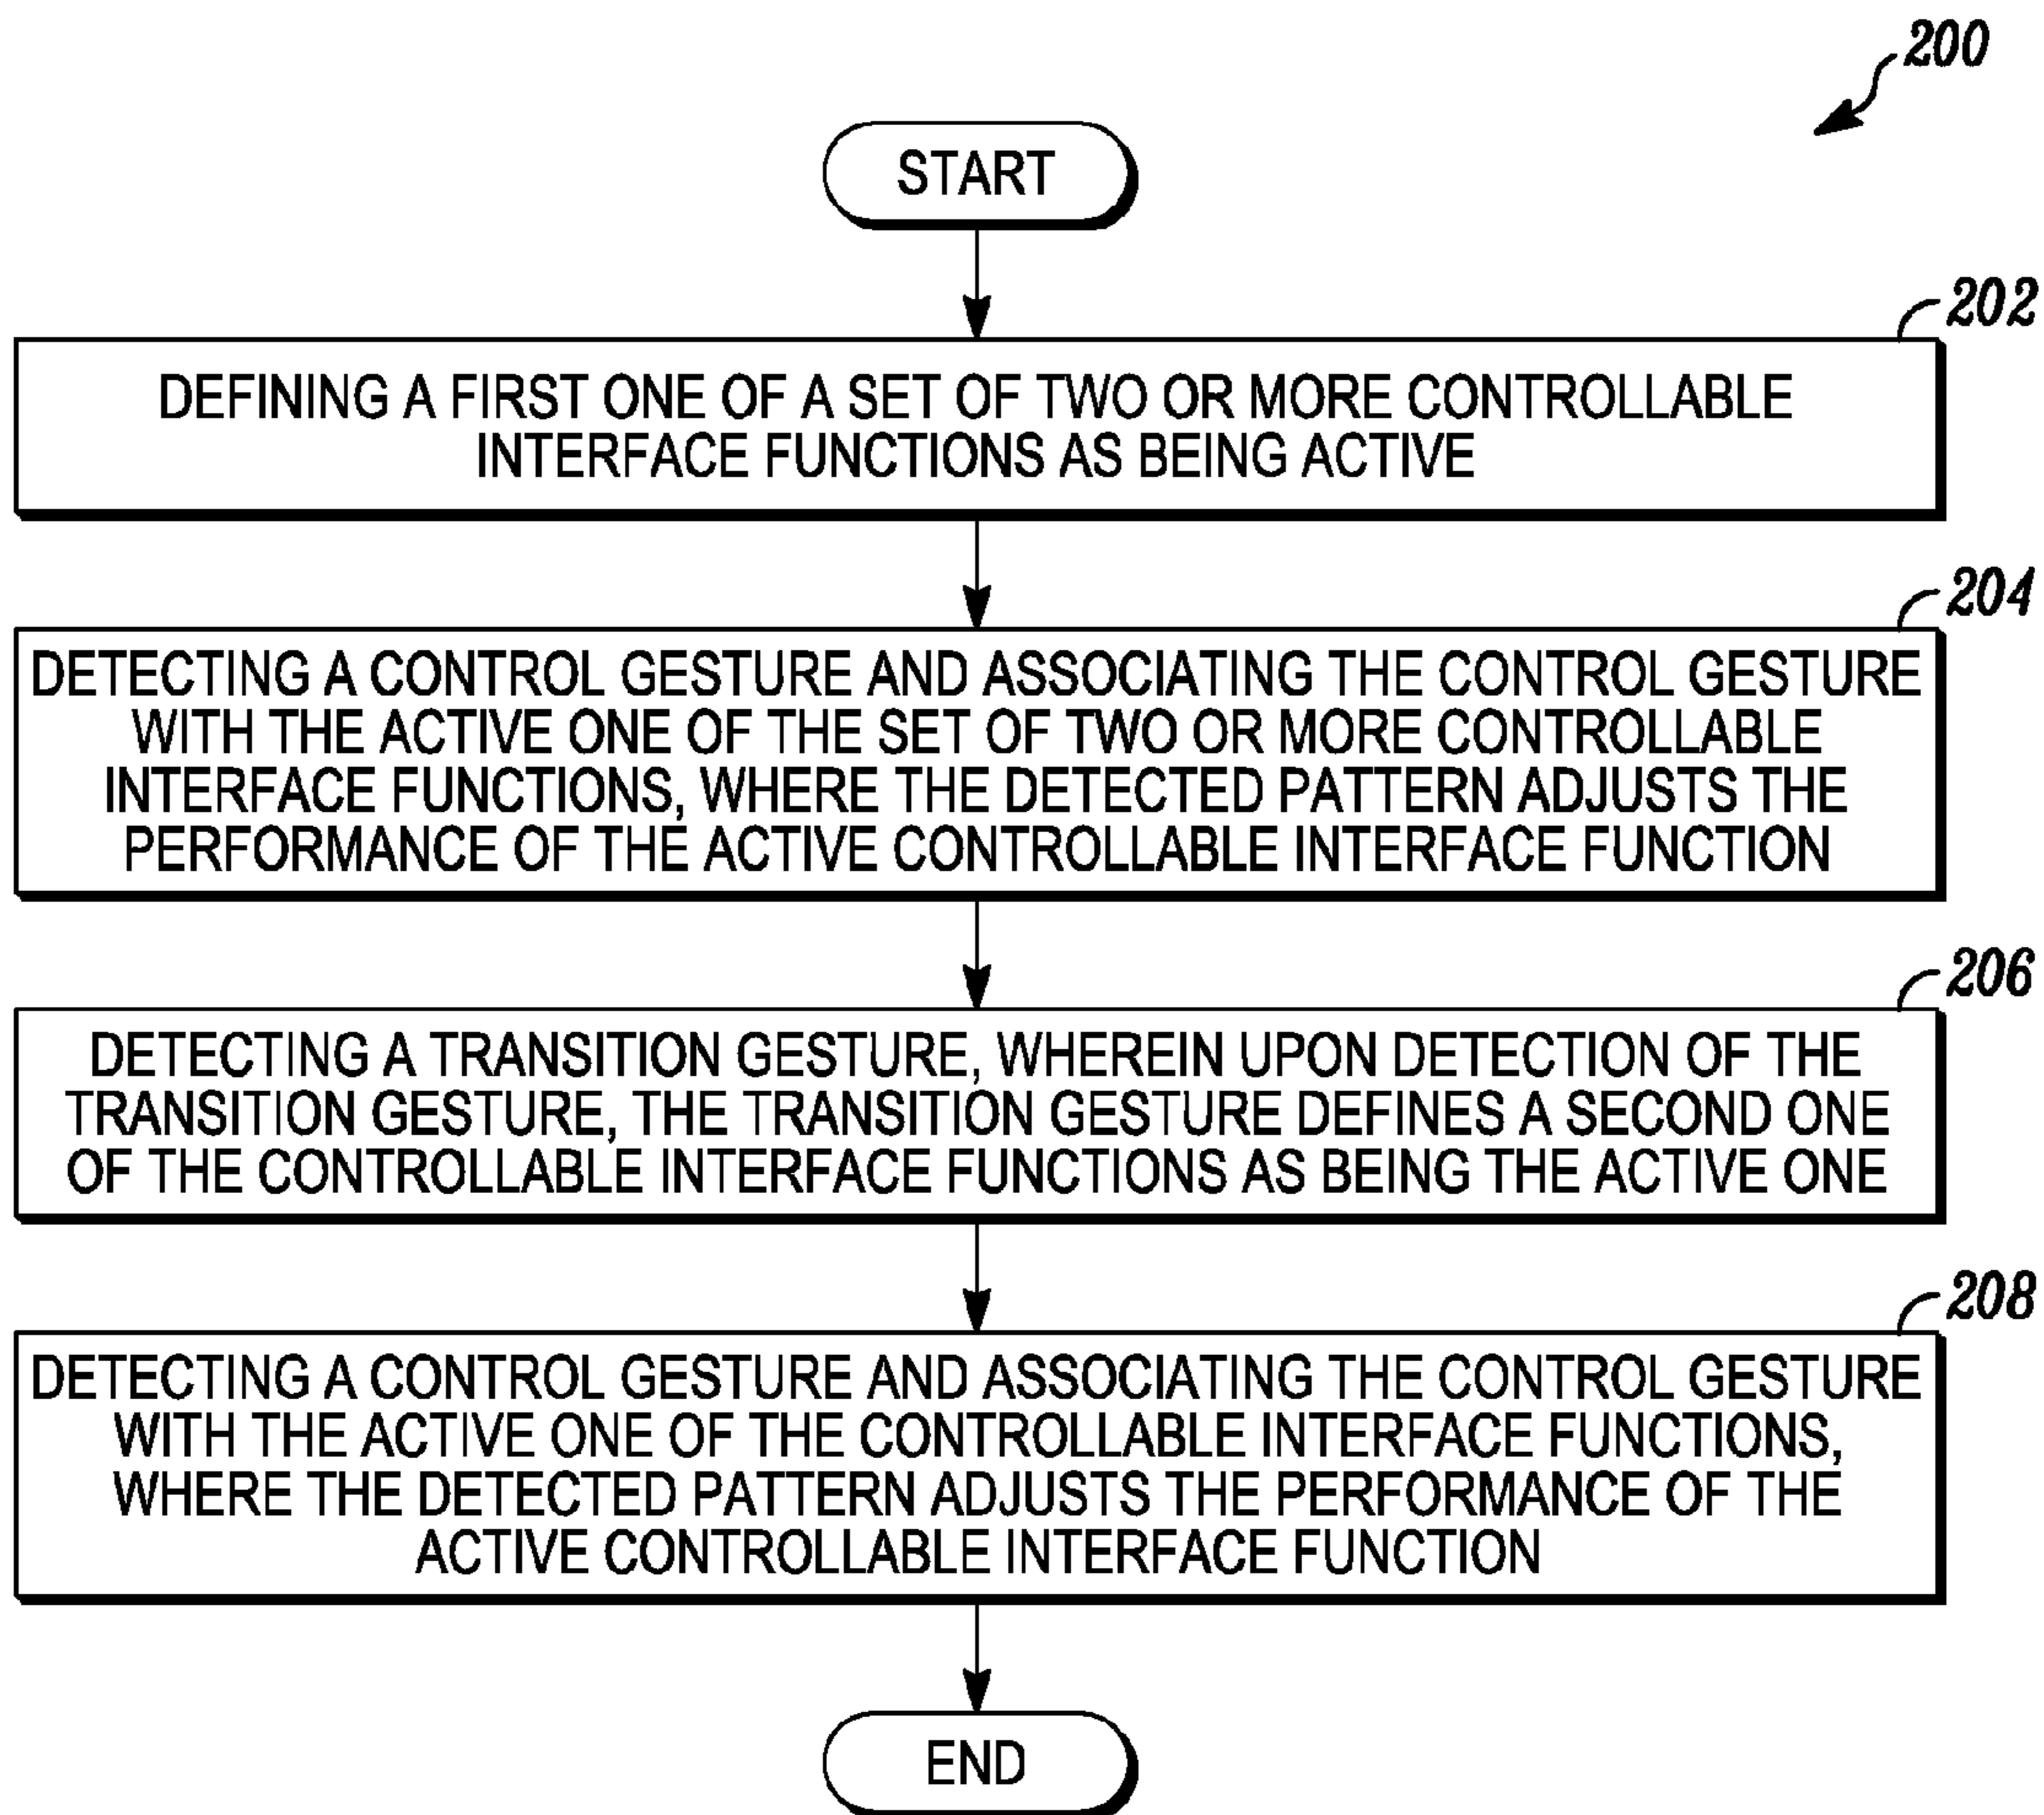 200
START
202
DEFINING A FIRST ONE OF A SET OF TWO OR MORE CONTROLLABLE
INTERFACE FUNCTIONS AS BEING ACTIVE
204
DETECTING A CONTROL GESTURE AND ASSOCIATING THE CONTROL GESTURE
WITH THE ACTIVE ONE OF THE SET OF TWO OR MORE CONTROLLABLE
INTERFACE FUNCTIONS, WHERE THE DETECTED PATTERN ADJUSTS THE
PERFORMANCE OF THE ACTIVE CONTROLLABLE INTERFACE FUNCTION
206
DETECTING A TRANSITION GESTURE, WHEREIN UPON DETECTION OF THE
TRANSITION GESTURE, THE TRANSITION GESTURE DEFINES A SECOND ONE
OF THE CONTROLLABLE INTERFACE FUNCTIONS AS BEING THE ACTIVE ONE
208
DETECTING A CONTROL GESTURE AND ASSOCIATING THE CONTROL GESTURE
WITH THE ACTIVE ONE OF THE CONTROLLABLE INTERFACE FUNCTIONS,
WHERE THE DETECTED PATTERN ADJUSTS THE PERFORMANCE OF THE
ACTIVE CONTROLLABLE INTERFACE FUNCTION
END